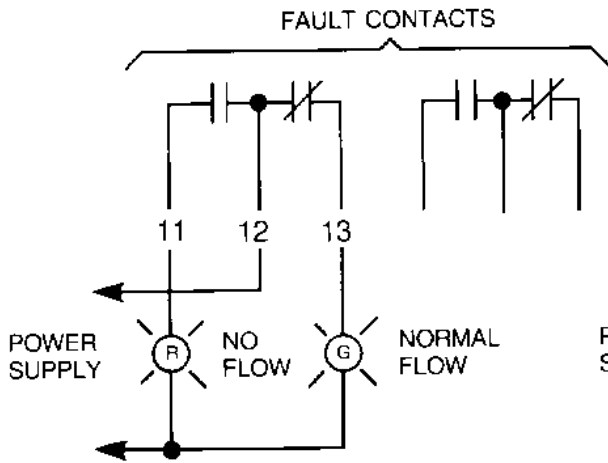 FAULT CONTACTS
11 12 13
POWER
SUPPLY
R
NO
FLOW
G
NORMAL
FLOW